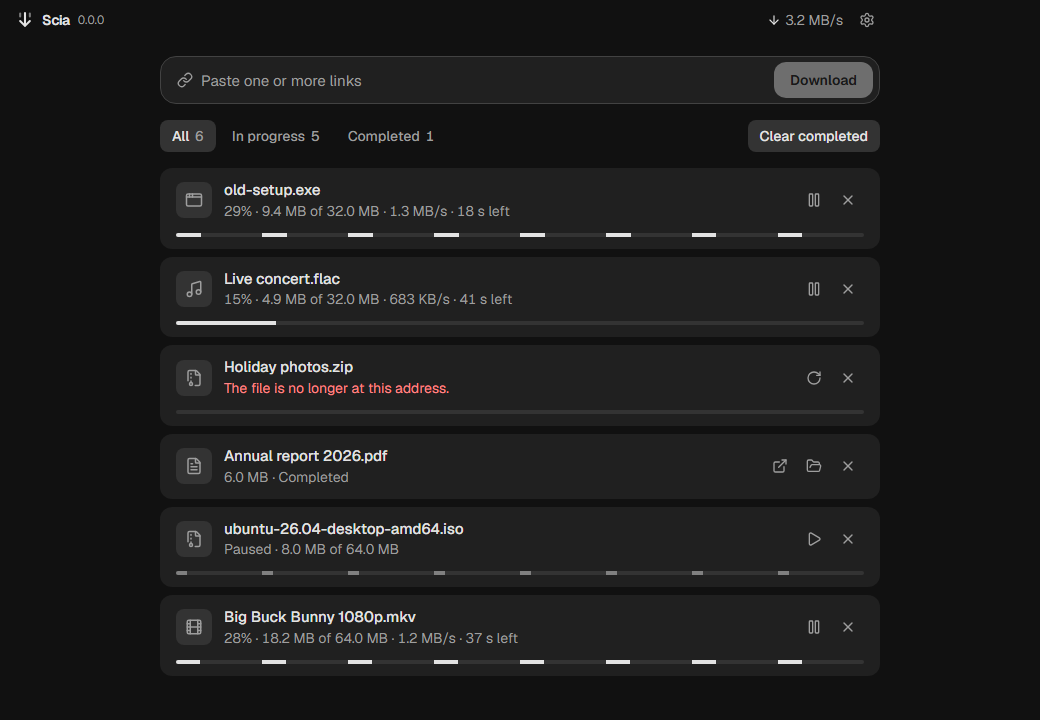 Scia 0.0.0
3.2 MB/s
Paste one or more links
Download
All 6
In progress 5
Completed 1
Clear completed
old-setup.exe
29% · 9.4 MB of 32.0 MB · 1.3 MB/s · 18 s left
Live concert.flac
15% · 4.9 MB of 32.0 MB · 683 KB/s · 41 s left
Holiday photos.zip
The file is no longer at this address.
Annual report 2026.pdf
6.0 MB · Completed
ubuntu-26.04-desktop-amd64.iso
Paused · 8.0 MB of 64.0 MB
Big Buck Bunny 1080p.mkv
28% · 18.2 MB of 64.0 MB · 1.2 MB/s · 37 s left